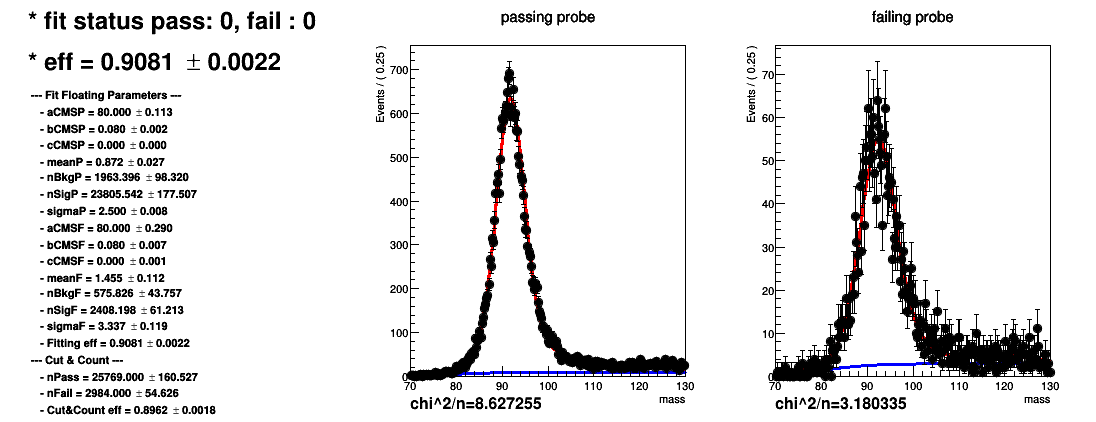 * fit status pass: 0, fail : 0
* eff = 0.9081 ± 0.0022
--- Fit Floating Parameters ---
- aCMSP = 80.000 ± 0.113
- bCMSP = 0.080 ± 0.002
- cCMSP = 0.000 ± 0.000
- meanP = 0.872 ± 0.027
- nBkgP = 1963.396 ± 98.320
- nSigP = 23805.542 ± 177.507
- sigmaP = 2.500 ± 0.008
- aCMSF = 80.000 ± 0.290
- bCMSF = 0.080 ± 0.007
- cCMSF = 0.000 ± 0.001
- meanF = 1.455 ± 0.112
- nBkgF = 575.826 ± 43.757
- nSigF = 2408.198 ± 61.213
- sigmaF = 3.337 ± 0.119
- Fitting eff = 0.9081 ± 0.0022
--- Cut & Count ---
- nPass = 25769.000 ± 160.527
- nFail = 2984.000 ± 54.626
- Cut&Count eff = 0.8962 ± 0.0018
passing probe
Events / ( 0.25 )
700
600
500
400
300
200
100
0
70 80 90 100 110 120 130
mass
chi^2/n=8.627255
failing probe
Events / ( 0.25 )
70
60
50
40
30
20
10
0
70 80 90 100 110 120 130
mass
chi^2/n=3.180335